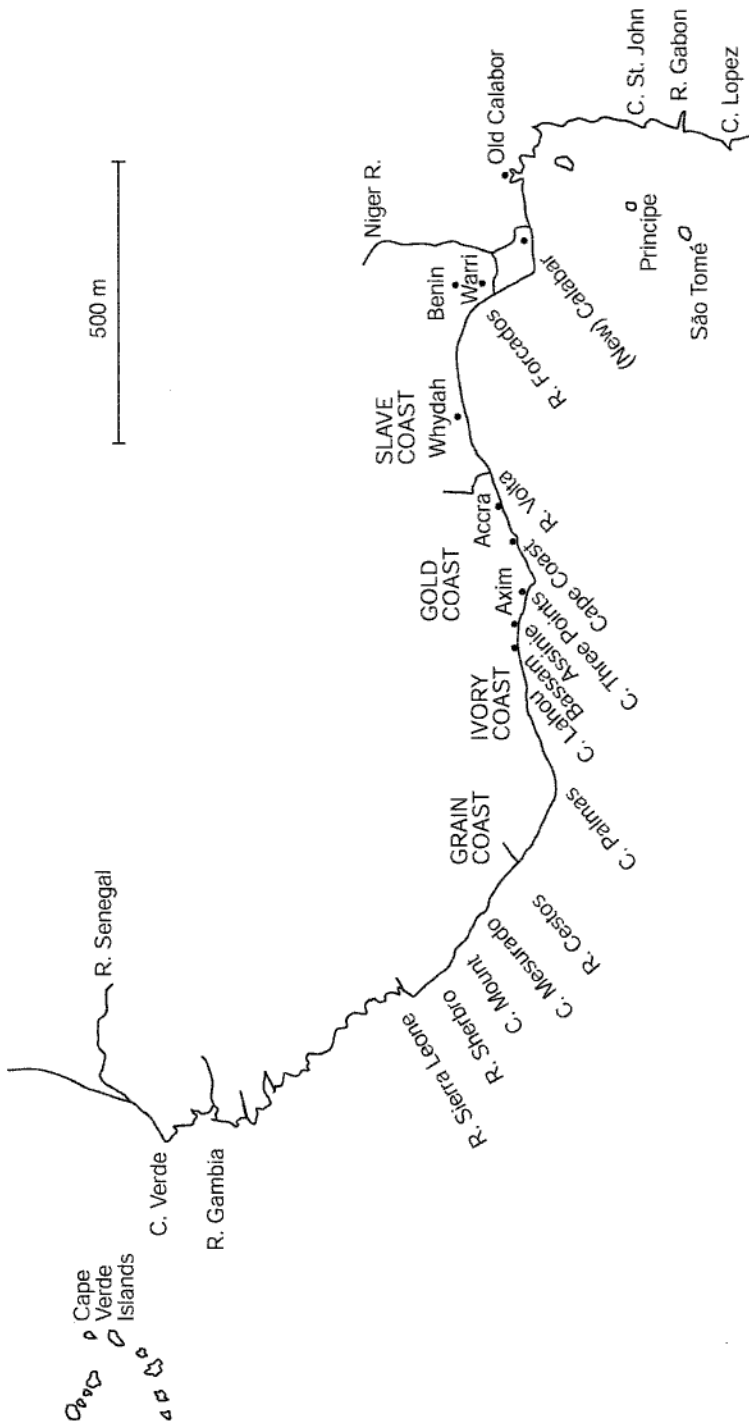 Cape
Verde
Islands
C. Verde
R. Senegal
R. Gambia
R. Sierra Leone
R. Sherbro
C. Mount
C. Mesurado
R. Cestos
GRAIN
COAST
C. Palmas
IVORY
COAST
C. Lahou
Bassam
Assinie
Axim
C. Three Points
GOLD
COAST
Cape Coast
Accra
R. Volta
SLAVE
COAST
Whydah
500 m
Benin
Warri
Niger R.
R. Forcados
(New) Calabar
Old Calabor
Principe
São Tomé
C. St. John
R. Gabon
C. Lopez